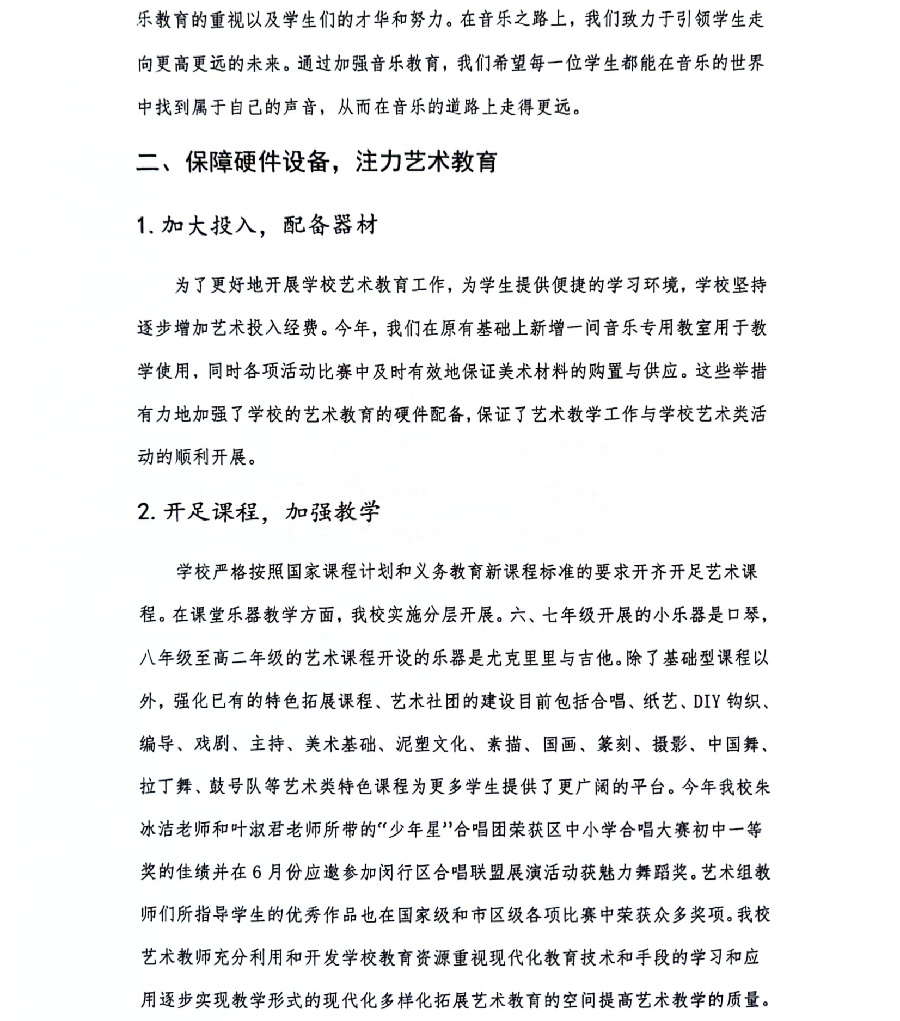 乐教育的重视以及学生们的才华和努力。在音乐之路上，我们致力于引领学生走
向更高更远的未来。通过加强音乐教育，我们希望每一位学生都能在音乐的世界
中找到属于自己的声音，从而在音乐的道路上走得更远。
二、保障硬件设备，注力艺术教育
1. 加大投入，配备器材
为了更好地开展学校艺术教育工作，为学生提供便捷的学习环境，学校坚持
逐步增加艺术投入经费。今年，我们在原有基础上新增一间音乐专用教室用于教
学使用，同时各项活动比赛中及时有效地保证美术材料的购置与供应。这些举措
有力地加强了学校的艺术教育的硬件配备，保证了艺术教学工作与学校艺术类活
动的顺利开展。
2. 开足课程，加强教学
学校严格按照国家课程计划和义务教育新课程标准的要求开齐开足艺术课
程。在课堂乐器教学方面，我校实施分层开展。六、七年级开展的小乐器是口琴，
八年级至高二年级的艺术课程开设的乐器是尤克里里与吉他。除了基础型课程以
外，强化已有的特色拓展课程、艺术社团的建设目前包括合唱、纸艺、DIY 钩织、
编导、戏剧、主持、美术基础、泥塑文化、素描、国画、篆刻、摄影、中国舞、
拉丁舞、鼓号队等艺术类特色课程为更多学生提供了更广阔的平台。今年我校朱
冰洁老师和叶淑君老师所带的“少年星”合唱团荣获区中小学合唱大赛初中一等
奖的佳绩并在 6 月份应邀参加闵行区合唱联盟展演活动获魅力舞蹈奖。艺术组教
师们所指导学生的优秀作品也在国家级和市区级各项比赛中荣获众多奖项。我校
艺术教师充分利用和开发学校教育资源重视现代化教育技术和手段的学习和应
用逐步实现教学形式的现代化多样化拓展艺术教育的空间提高艺术教学的质量。